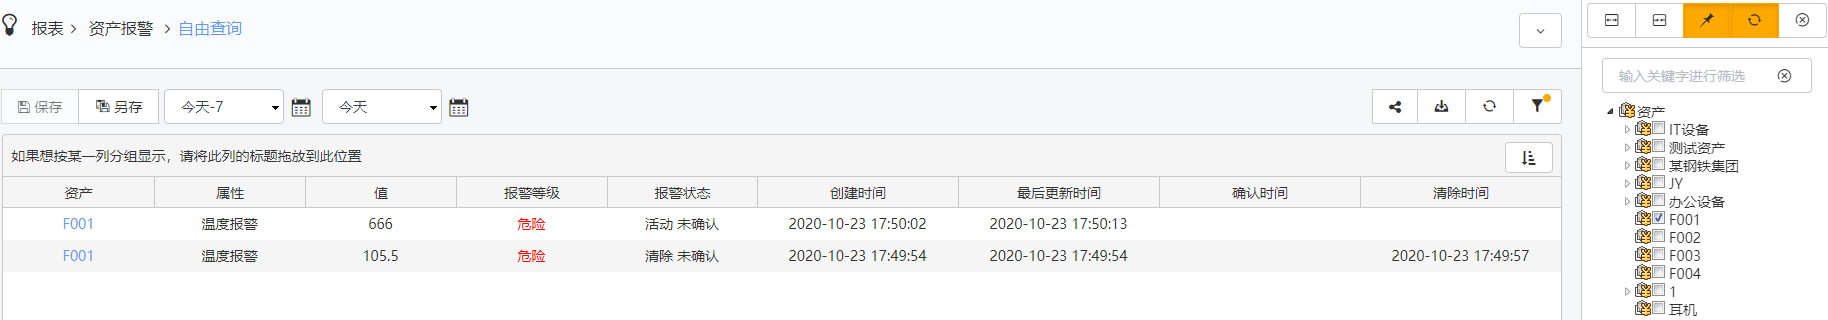 报表 > 资产报警 > 自由查询
保存 另存 今天-7 今天
如果想按某一列分组显示，请将此列的标题拖放到此位置
资产 属性 值 报警等级 报警状态 创建时间 最后更新时间 确认时间 清除时间
F001 温度报警 666 危险 活动 未确认 2020-10-23 17:50:02 2020-10-23 17:50:13
F001 温度报警 105.5 危险 清除 未确认 2020-10-23 17:49:54 2020-10-23 17:49:54 2020-10-23 17:49:57
输入关键字进行筛选
资产
IT设备
测试资产
某钢铁集团
JY
办公设备
F001
F002
F003
F004
1
耳机